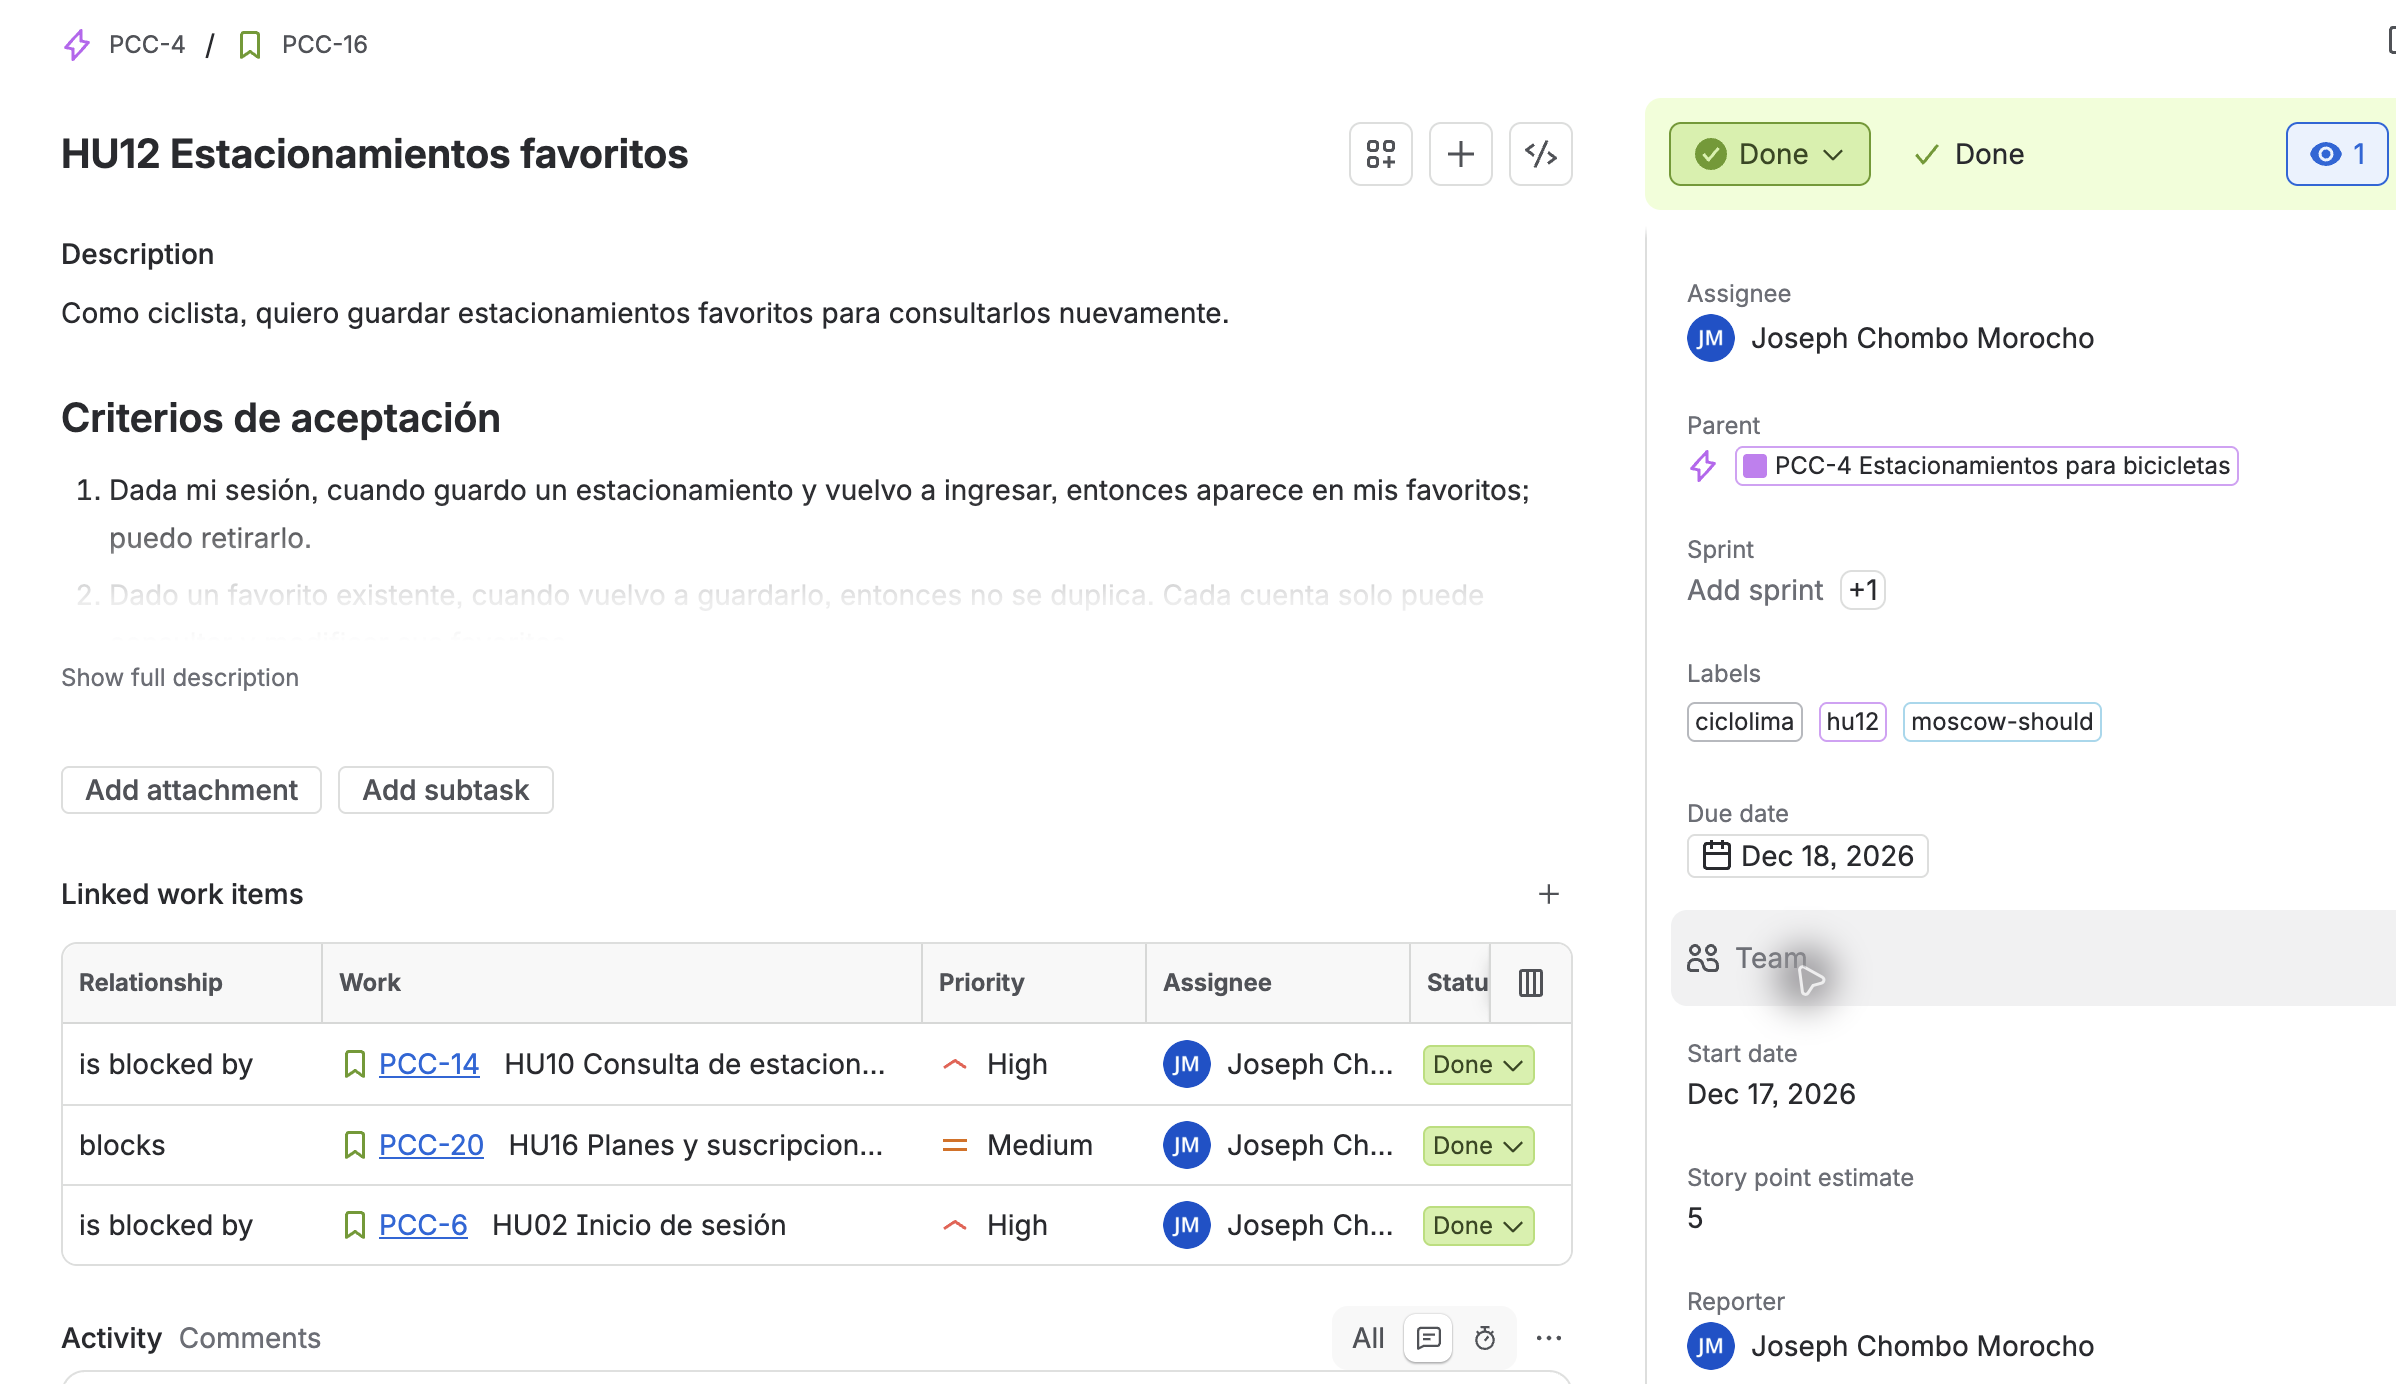 PCC-4 / PCC-16
HU12 Estacionamientos favoritos
Description
Como ciclista, quiero guardar estacionamientos favoritos para consultarlos nuevamente.
Criterios de aceptación
1. Dada mi sesión, cuando guardo un estacionamiento y vuelvo a ingresar, entonces aparece en mis favoritos;
puedo retirarlo.
2. Dado un favorito existente, cuando vuelvo a guardarlo, entonces no se duplica. Cada cuenta solo puede
Show full description
Add attachment Add subtask
Linked work items
Relationship Work Priority Assignee Statu
is blocked by PCC-14 HU10 Consulta de estacion... High JM Joseph Ch... Done
blocks PCC-20 HU16 Planes y suscripcion... Medium JM Joseph Ch... Done
is blocked by PCC-6 HU02 Inicio de sesión High JM Joseph Ch... Done
Activity Comments All
Done Done 1
Assignee
JM Joseph Chombo Morocho
Parent
PCC-4 Estacionamientos para bicicletas
Sprint
Add sprint +1
Labels
ciclolima hu12 moscow-should
Due date
Dec 18, 2026
Team
Start date
Dec 17, 2026
Story point estimate
5
Reporter
JM Joseph Chombo Morocho